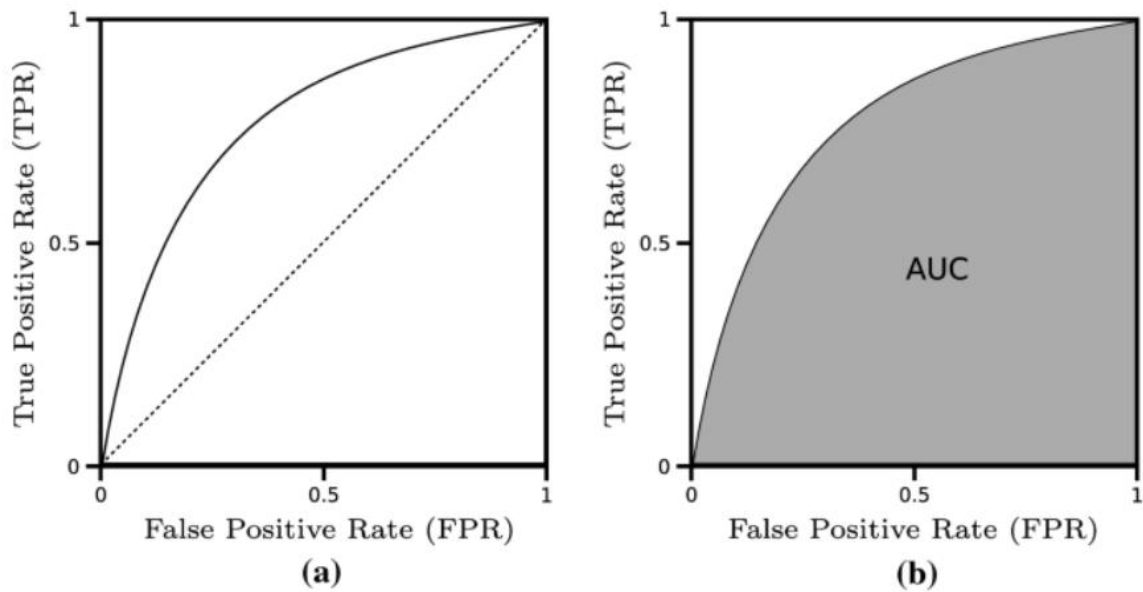 True Positive Rate (TPR)
1
0.5
0
0
0.5
1
False Positive Rate (FPR)
(a)
True Positive Rate (TPR)
1
0.5
0
AUC
0
0.5
1
False Positive Rate (FPR)
(b)